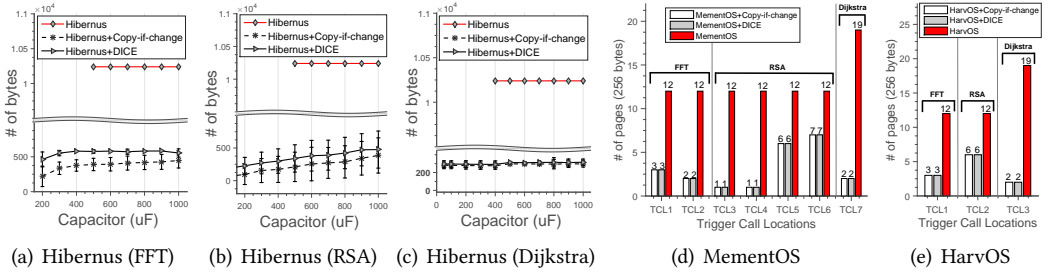 1.1 ×10⁴
Hibernus
Hibernus+Copy-if-change
Hibernus+DICE
1
500
0
200 400 600 800 1000
# of bytes
Capacitor (uF)
(a) Hibernus (FFT)
1.1 ×10⁴
Hibernus
Hibernus+Copy-if-change
Hibernus+DICE
1
500
0
200 400 600 800 1000
# of bytes
Capacitor (uF)
(b) Hibernus (RSA)
1.1 ×10⁴
Hibernus
Hibernus+Copy-if-change
Hibernus+DICE
1
200
0
0 200 400 600 800 1000
# of bytes
Capacitor (uF)
(c) Hibernus (Dijkstra)
MementOS+Copy-if-change
MementOS+DICE
MementOS
Dijkstra
FFT
RSA
20
15
10
5
0
# of pages (256 bytes)
3 3 12
2 2 12
1 1 12
1 1 12
6 6 12
7 7 12
2 2 19
TCL1 TCL2 TCL3 TCL4 TCL5 TCL6 TCL7
Trigger Call Locations
(d) MementOS
HarvOS+Copy-if-change
HarvOS+DICE
HarvOS
Dijkstra
FFT
RSA
20
15
10
5
0
# of pages (256 bytes)
3 3 12
6 6 12
2 2 19
TCL1 TCL2 TCL3
Trigger Call Locations
(e) HarvOS